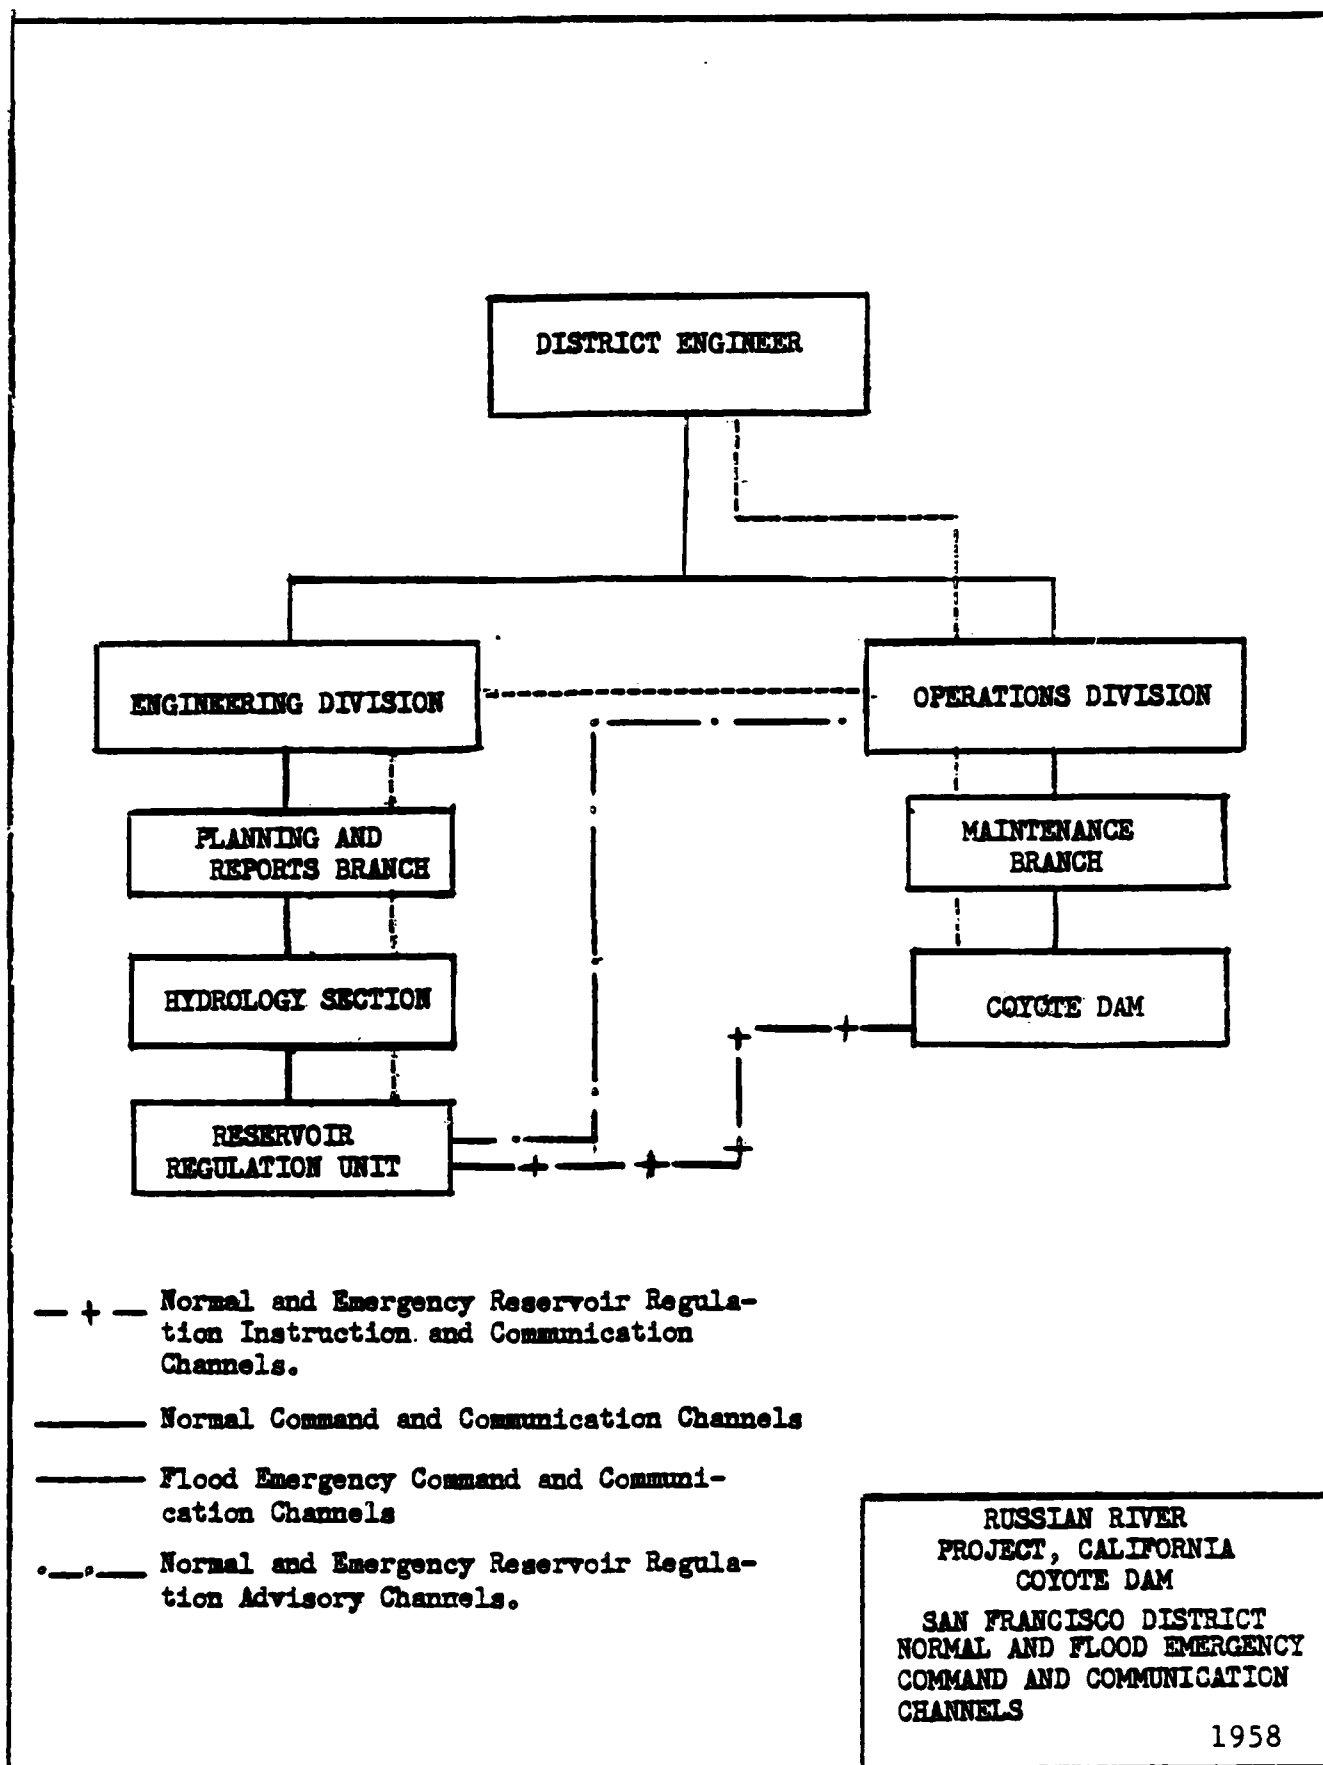 DISTRICT ENGINEER
ENGINEERING DIVISION
OPERATIONS DIVISION
PLANNING AND
REPORTS BRANCH
MAINTENANCE
BRANCH
HYDROLOGY SECTION
COYOTE DAM
RESERVOIR
REGULATION UNIT
Normal and Emergency Reservoir Regula-
tion Instruction and Communication
Channels.
Normal Command and Communication Channels
Flood Emergency Command and Communi-
cation Channels
Normal and Emergency Reservoir Regula-
tion Advisory Channels.
RUSSIAN RIVER
PROJECT, CALIFORNIA
COYOTE DAM
SAN FRANCISCO DISTRICT
NORMAL AND FLOOD EMERGENCY
COMMAND AND COMMUNICATION
CHANNELS
1958